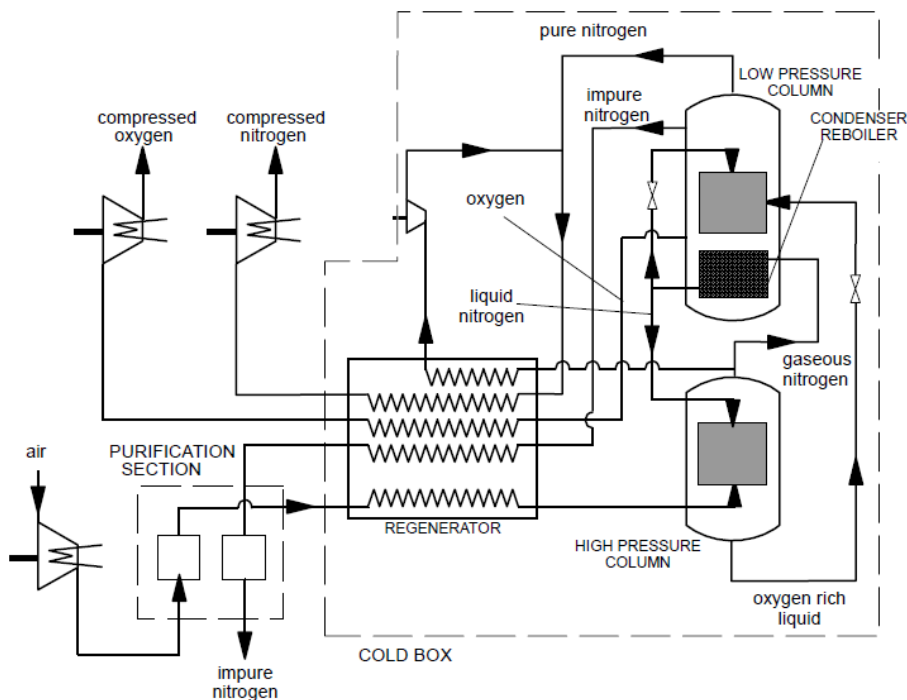 pure nitrogen
LOW PRESSURE
COLUMN
impure
nitrogen
CONDENSER
REBOILER
compressed
oxygen
compressed
nitrogen
oxygen
liquid
nitrogen
gaseous
nitrogen
air
PURIFICATION
SECTION
REGENERATOR
HIGH PRESSURE
COLUMN
oxygen rich
liquid
COLD BOX
impure
nitrogen